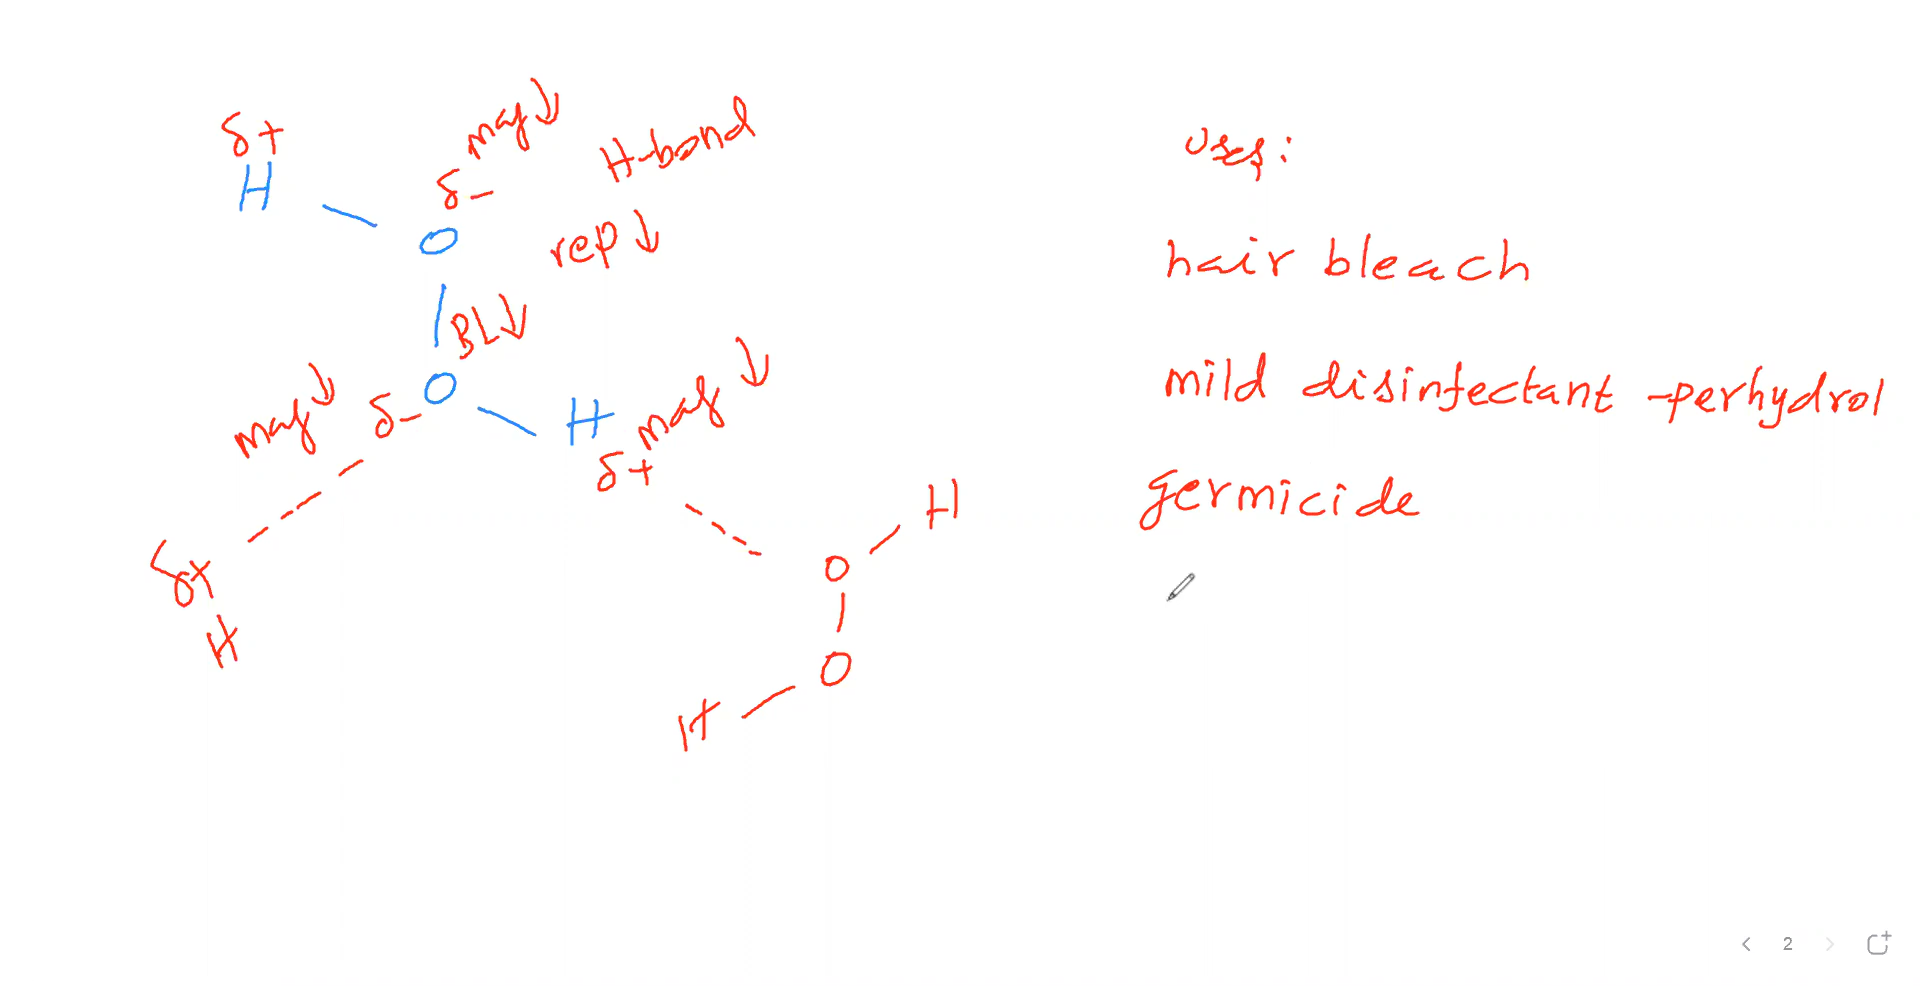 δ+
H
O
δ-
mag↓
H-bond
rep↓
BL↓
O
δ-
mag↓
H
δ+
mag↓
δ+
H
O
H
O
H
Uses:
hair bleach
mild disinfectant -perhydrol
germicide
2